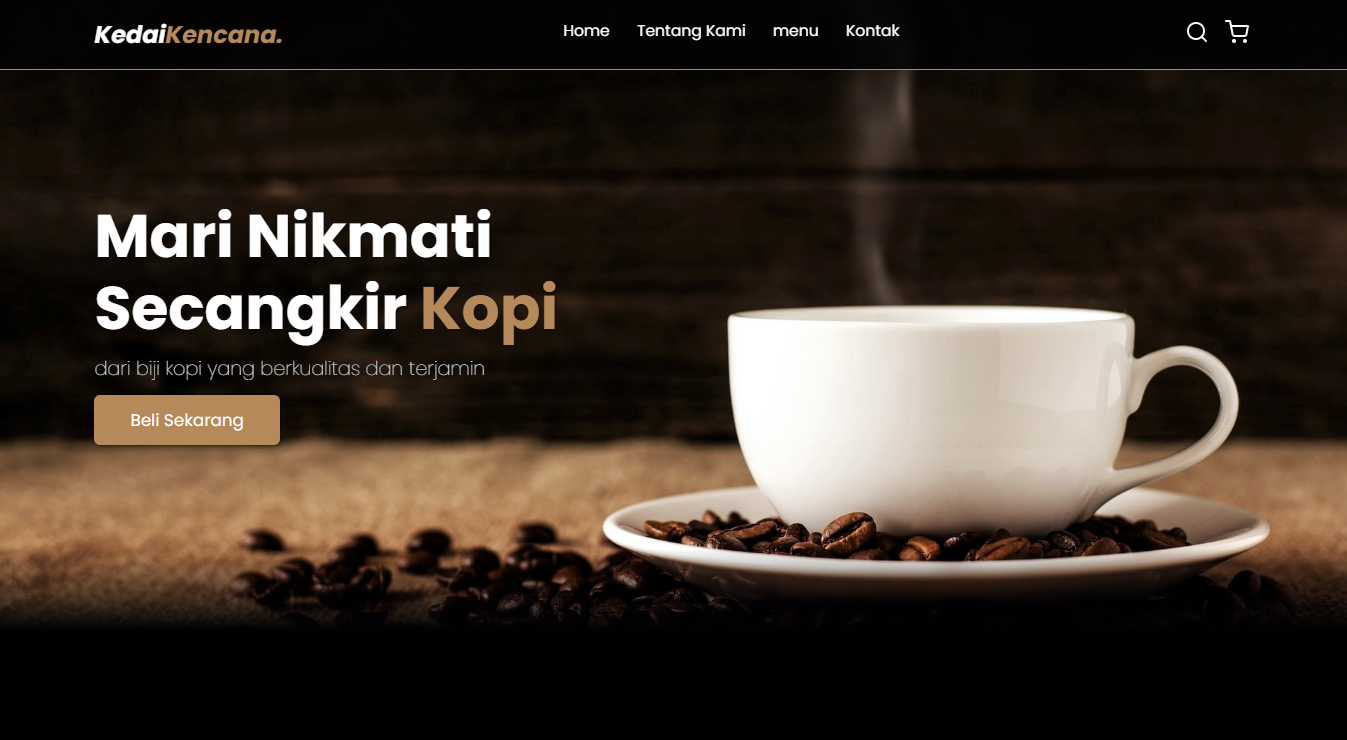 KedaiKencana.
Home
Tentang Kami
menu
Kontak
Mari Nikmati
Secangkir Kopi
dari biji kopi yang berkualitas dan terjamin
Beli Sekarang